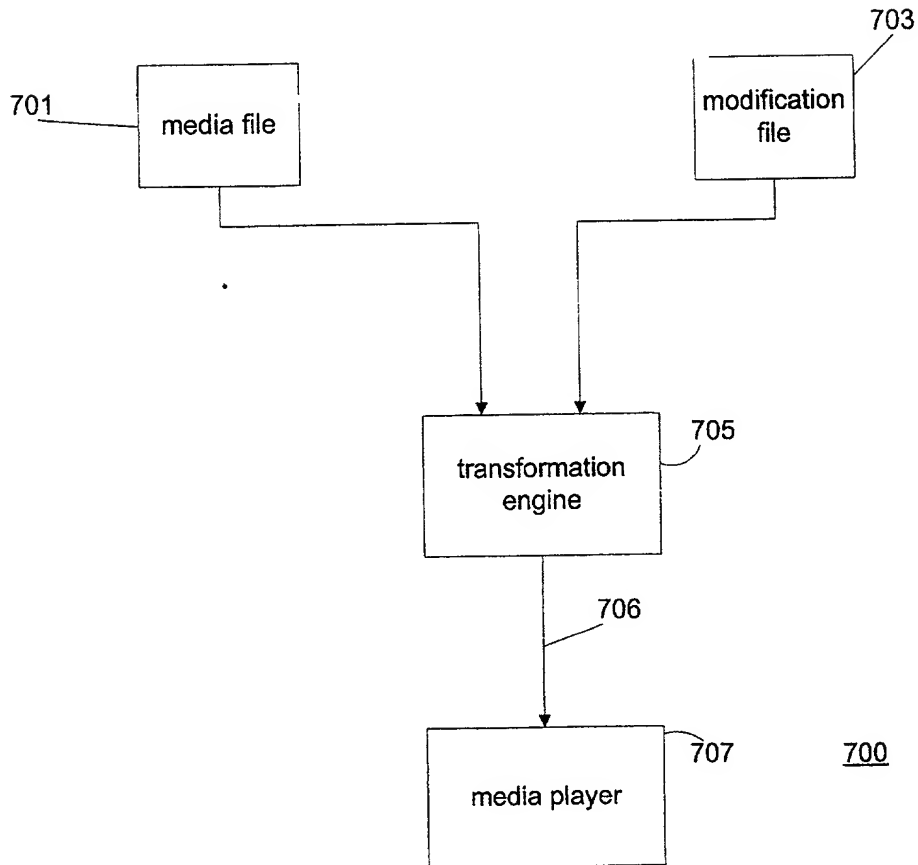 703
701
media file
modification
file
705
transformation
engine
706
707
700
media player